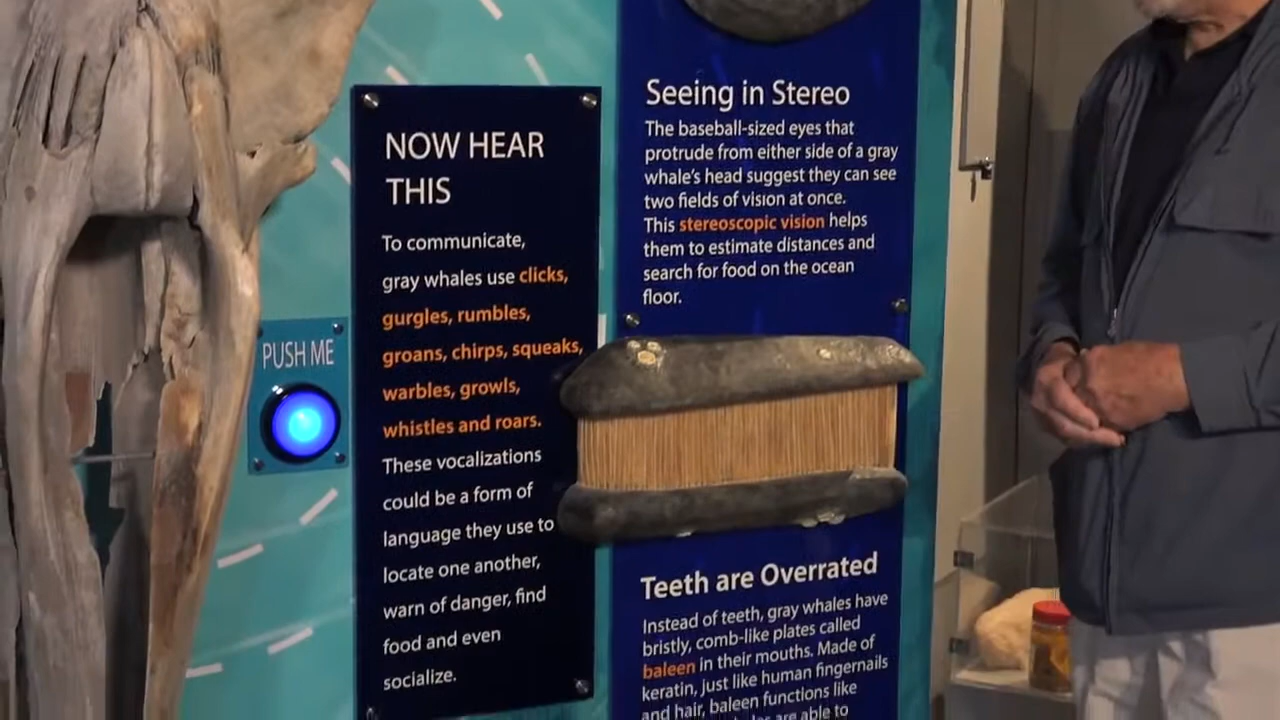 PUSH ME
NOW HEAR
THIS
To communicate,
gray whales use clicks,
gurgles, rumbles,
groans, chirps, squeaks,
warbles, growls,
whistles and roars.
These vocalizations
could be a form of
language they use to
locate one another,
warn of danger, find
food and even
socialize.
Seeing in Stereo
The baseball-sized eyes that
protrude from either side of a gray
whale's head suggest they can see
two fields of vision at once.
This stereoscopic vision helps
them to estimate distances and
search for food on the ocean
floor.
Teeth are Overrated
Instead of teeth, gray whales have
bristly, comb-like plates called
baleen in their mouths. Made of
keratin, just like human fingernails
and hair, baleen functions like
are able to